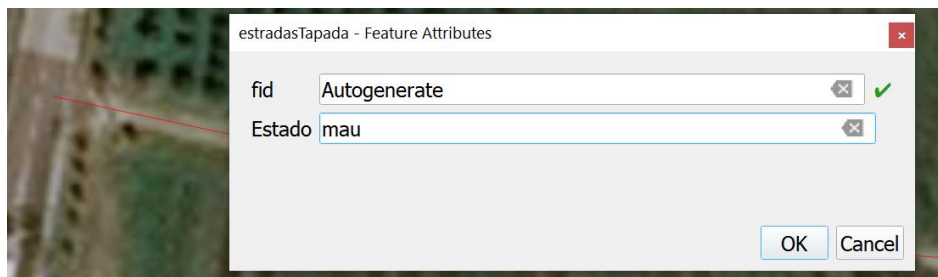 estradasTapada - Feature Attributes
fid Autogenerate
Estado mau
OK Cancel